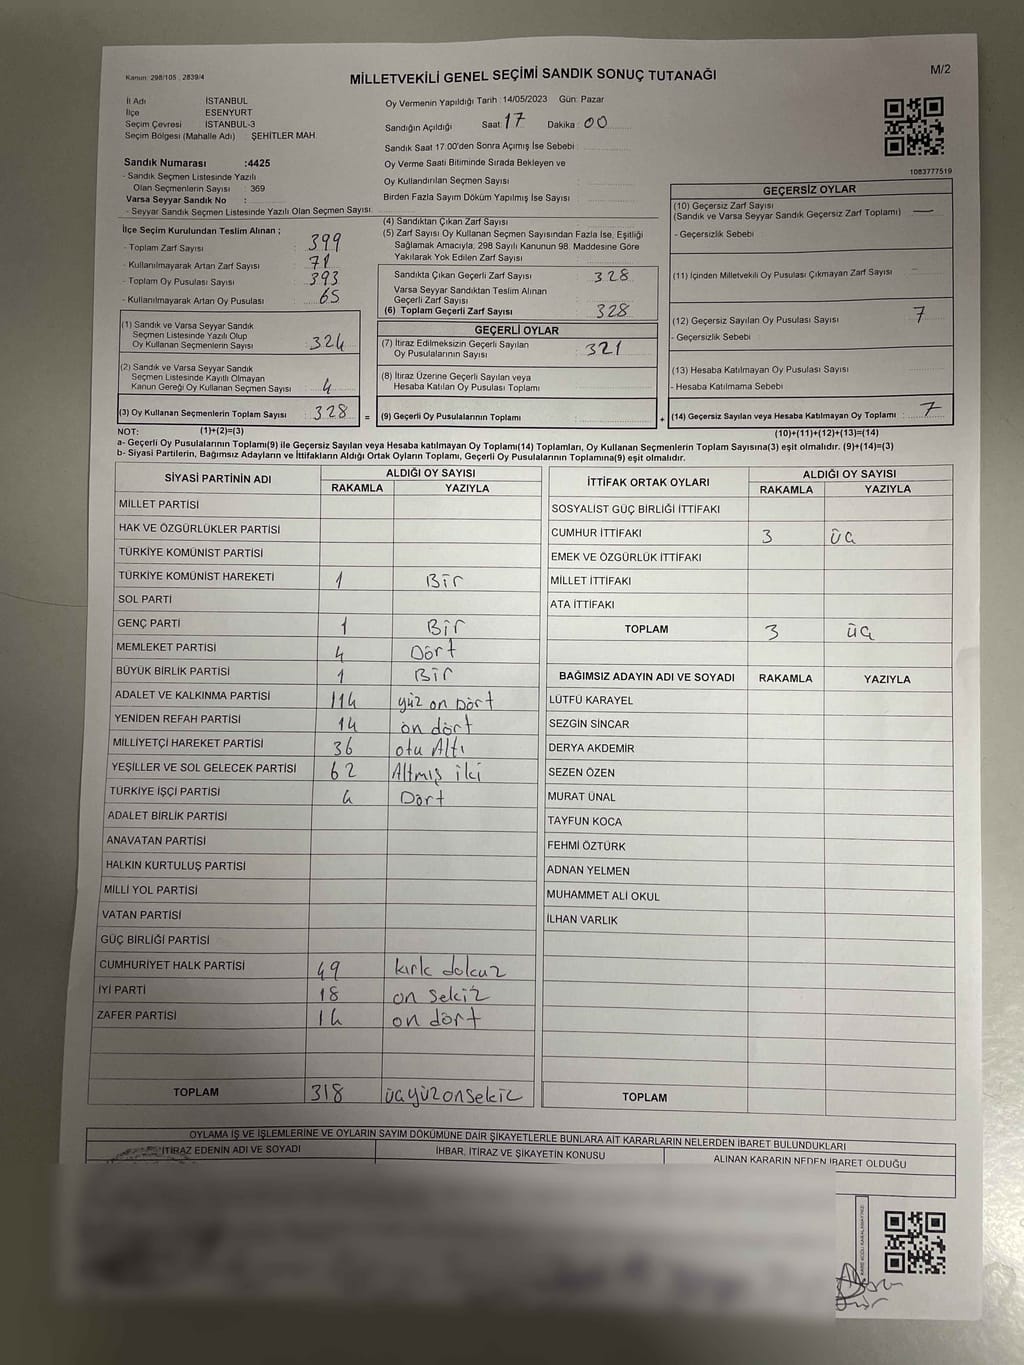 Kanun: 298/105 , 2839/4
MİLLETVEKİLİ GENEL SEÇİMİ SANDIK SONUÇ TUTANAĞI
M/2
İl Adı İSTANBUL
İlçe ESENYURT
Seçim Çevresi İSTANBUL-3
Seçim Bölgesi (Mahalle Adı) ŞEHİTLER MAH.
Oy Vermenin Yapıldığı Tarih : 14/05/2023 Gün: Pazar
Sandığın Açıldığı Saat: 17 Dakika : 00
Sandık Saat 17:00'den Sonra Açımış İse Sebebi :
Oy Verme Saati Bitiminde Sırada Bekleyen ve
Oy Kullandırılan Seçmen Sayısı
Birden Fazla Sayım Döküm Yapılmış İse Sayısı
1083777519
Sandık Numarası :4425
- Sandık Seçmen Listesinde Yazılı
Olan Seçmenlerin Sayısı : 369
Varsa Seyyar Sandık No :
- Seyyar Sandık Seçmen Listesinde Yazılı Olan Seçmen Sayısı:
İlçe Seçim Kurulundan Teslim Alınan ;
- Toplam Zarf Sayısı 399
- Kullanılmayarak Artan Zarf Sayısı 71
- Toplam Oy Pusulası Sayısı 393
- Kullanılmayarak Artan Oy Pusulası 65
(1) Sandık ve Varsa Seyyar Sandık
Seçmen Listesinde Yazılı Olup
Oy Kullanan Seçmenlerin Sayısı 324
(2) Sandık ve Varsa Seyyar Sandık
Seçmen Listesinde Kayıtlı Olmayan
Kanun Gereği Oy Kullanan Seçmen Sayısı 4
(3) Oy Kullanan Seçmenlerin Toplam Sayısı 328 =
(4) Sandıktan Çıkan Zarf Sayısı
(5) Zarf Sayısı Oy Kullanan Seçmen Sayısından Fazla İse, Eşitliği
Sağlamak Amacıyla; 298 Sayılı Kanunun 98. Maddesine Göre
Yakılarak Yok Edilen Zarf Sayısı
Sandıkta Çıkan Geçerli Zarf Sayısı 328
Varsa Seyyar Sandıktan Teslim Alınan
Geçerli Zarf Sayısı
(6) Toplam Geçerli Zarf Sayısı 328
GEÇERLİ OYLAR
(7) İtiraz Edilmeksizin Geçerli Sayılan
Oy Pusulalarının Sayısı 321
(8) İtiraz Üzerine Geçerli Sayılan veya
Hesaba Katılan Oy Pusulası Toplamı
(9) Geçerli Oy Pusulalarının Toplamı +
GEÇERSİZ OYLAR
(10) Geçersiz Zarf Sayısı
(Sandık ve Varsa Seyyar Sandık Geçersiz Zarf Toplamı) —
- Geçersizlik Sebebi
(11) İçinden Milletvekili Oy Pusulası Çıkmayan Zarf Sayısı
(12) Geçersiz Sayılan Oy Pusulası Sayısı 7
- Geçersizlik Sebebi
(13) Hesaba Katılmayan Oy Pusulası Sayısı
- Hesaba Katılmama Sebebi
(14) Geçersiz Sayılan veya Hesaba Katılmayan Oy Toplamı : 7
NOT: (1)+(2)=(3) (10)+(11)+(12)+(13)=(14)
a- Geçerli Oy Pusulalarının Toplamı(9) ile Geçersiz Sayılan veya Hesaba katılmayan Oy Toplamı(14) Toplamları, Oy Kullanan Seçmenlerin Toplam Sayısına(3) eşit olmalıdır. (9)+(14)=(3)
b- Siyasi Partilerin, Bağımsız Adayların ve İttifakların Aldığı Ortak Oyların Toplamı, Geçerli Oy Pusulalarının Toplamına(9) eşit olmalıdır.
SİYASİ PARTİNİN ADI ALDIĞI OY SAYISI
RAKAMLA YAZIYLA
MİLLET PARTİSİ
HAK VE ÖZGÜRLÜKLER PARTİSİ
TÜRKİYE KOMÜNİST PARTİSİ
TÜRKİYE KOMÜNİST HAREKETİ 1 Bir
SOL PARTİ
GENÇ PARTİ 1 Bir
MEMLEKET PARTİSİ 4 Dört
BÜYÜK BİRLİK PARTİSİ 1 Bir
ADALET VE KALKINMA PARTİSİ 114 yüz on Dört
YENİDEN REFAH PARTİSİ 14 on dört
MİLLİYETÇİ HAREKET PARTİSİ 36 otu Altı
YEŞİLLER VE SOL GELECEK PARTİSİ 62 Altmış iki
TÜRKİYE İŞÇİ PARTİSİ 4 Dört
ADALET BİRLİK PARTİSİ
ANAVATAN PARTİSİ
HALKIN KURTULUŞ PARTİSİ
MİLLİ YOL PARTİSİ
VATAN PARTİSİ
GÜÇ BİRLİĞİ PARTİSİ
CUMHURİYET HALK PARTİSİ 49 kırk dokuz
İYİ PARTİ 18 on sekiz
ZAFER PARTİSİ 14 on dört
TOPLAM 318 üçyüzonsekiz
İTTİFAK ORTAK OYLARI ALDIĞI OY SAYISI
RAKAMLA YAZIYLA
SOSYALİST GÜÇ BİRLİĞİ İTTİFAKI
CUMHUR İTTİFAKI 3 üç
EMEK VE ÖZGÜRLÜK İTTİFAKI
MİLLET İTTİFAKI
ATA İTTİFAKI
TOPLAM 3 üç
BAĞIMSIZ ADAYIN ADI VE SOYADI RAKAMLA YAZIYLA
LÜTFÜ KARAYEL
SEZGİN SİNCAR
DERYA AKDEMİR
SEZEN ÖZEN
MURAT ÜNAL
TAYFUN KOCA
FEHMİ ÖZTÜRK
ADNAN YELMEN
MUHAMMET ALİ OKUL
İLHAN VARLIK
TOPLAM
OYLAMA İŞ VE İŞLEMLERİNE VE OYLARIN SAYIM DÖKÜMÜNE DAİR ŞİKAYETLERLE BUNLARA AİT KARARLARIN NELERDEN İBARET BULUNDUKLARI
İTİRAZ EDENİN ADI VE SOYADI İHBAR, İTİRAZ VE ŞİKAYETİN KONUSU ALINAN KARARIN NEDEN İBARET OLDUĞU